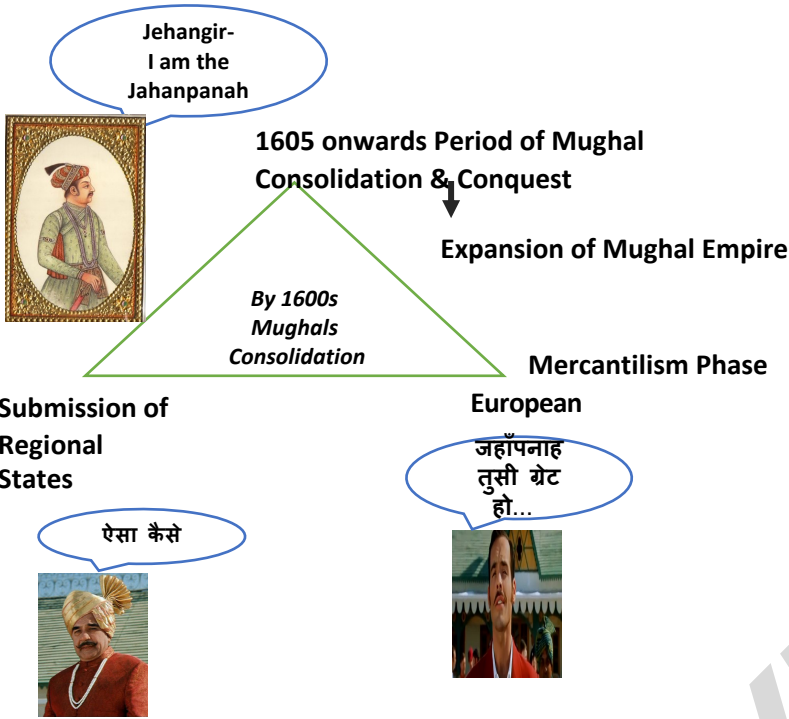 Jehangir-
I am the
Jahanpanah
1605 onwards Period of Mughal
Consolidation & Conquest
Expansion of Mughal Empire
By 1600s
Mughals
Consolidation
Mercantilism Phase
European
Submission of
Regional
States
जहाँपनाह
तुसी ग्रेट
हो...
ऐसा कैसे